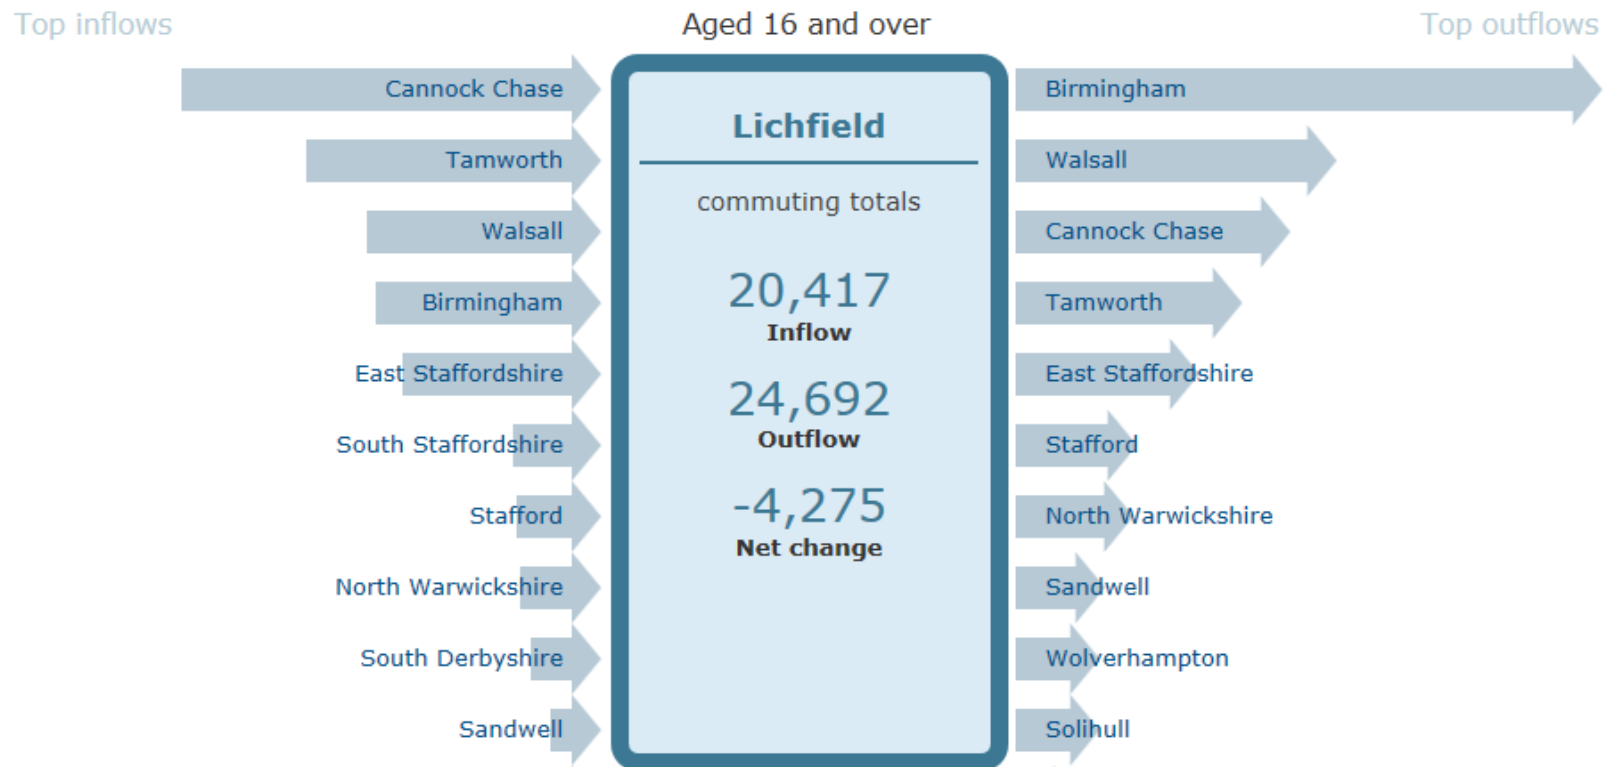 Top inflows
Aged 16 and over
Top outflows
Cannock Chase
Tamworth
Walsall
Birmingham
East Staffordshire
South Staffordshire
Stafford
North Warwickshire
South Derbyshire
Sandwell
Lichfield
commuting totals
20,417
Inflow
24,692
Outflow
-4,275
Net change
Birmingham
Walsall
Cannock Chase
Tamworth
East Staffordshire
Stafford
North Warwickshire
Sandwell
Wolverhampton
Solihull